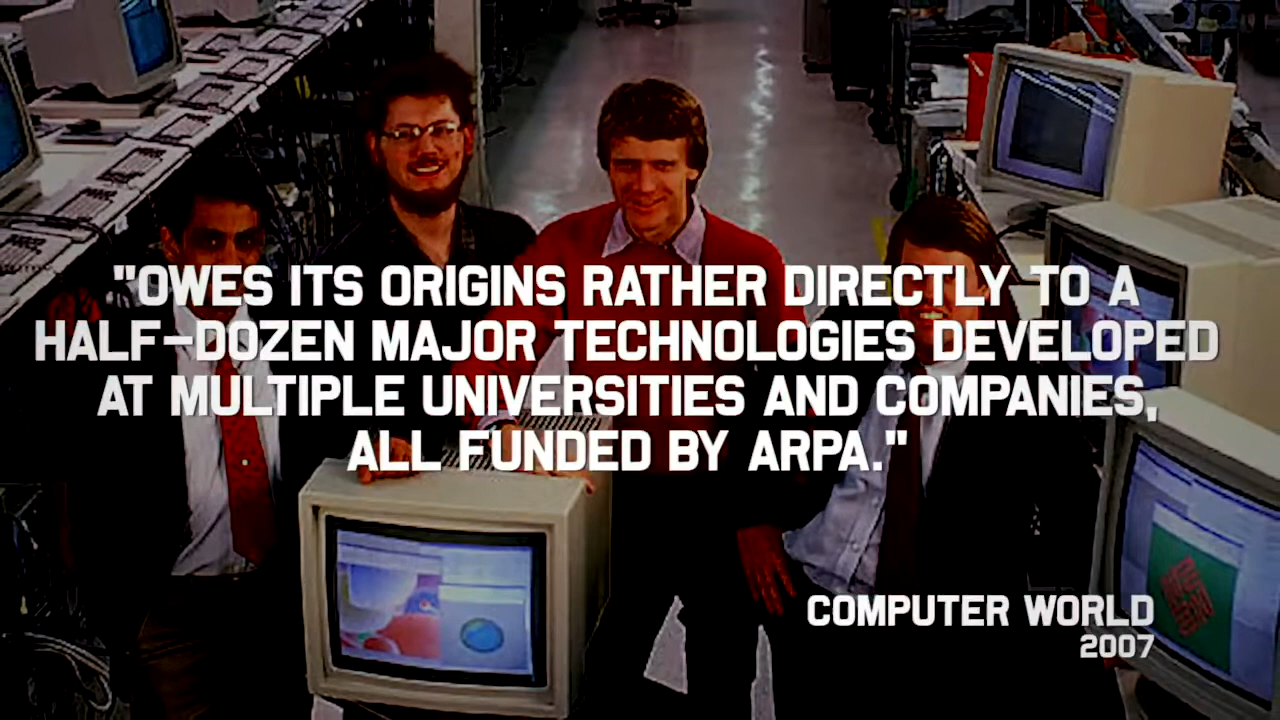 "OWES ITS ORIGINS RATHER DIRECTLY TO A
HALF-DOZEN MAJOR TECHNOLOGIES DEVELOPED
AT MULTIPLE UNIVERSITIES AND COMPANIES,
ALL FUNDED BY ARPA."
COMPUTER WORLD
2007